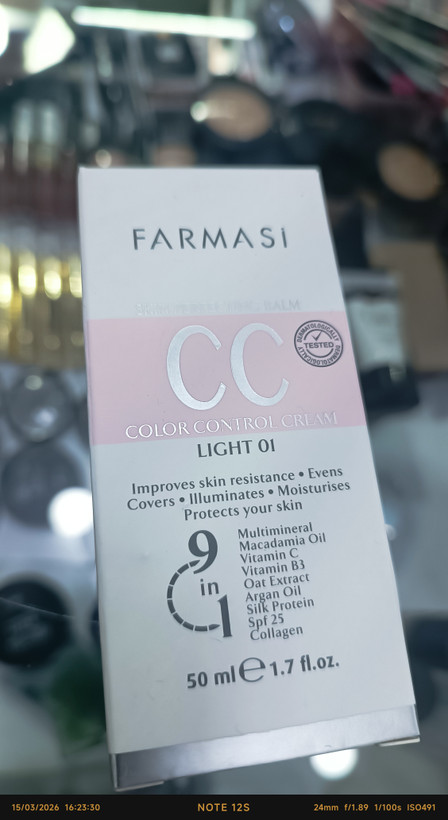 FARMASi
CC
DERMATOLOGICALLY
TESTED
DERMATOLOGICALLY
COLOR CONTROL CREAM
LIGHT 01
Improves skin resistance • Evens
Covers • Illuminates • Moisturises
Protects your skin
9 in 1
Multimineral
Macadamia Oil
Vitamin C
Vitamin B3
Oat Extract
Argan Oil
Silk Protein
Spf 25
Collagen
50 ml e 1.7 fl.oz.
15/03/2026 16:23:30 NOTE 12S 24mm f/1.89 1/100s ISO491